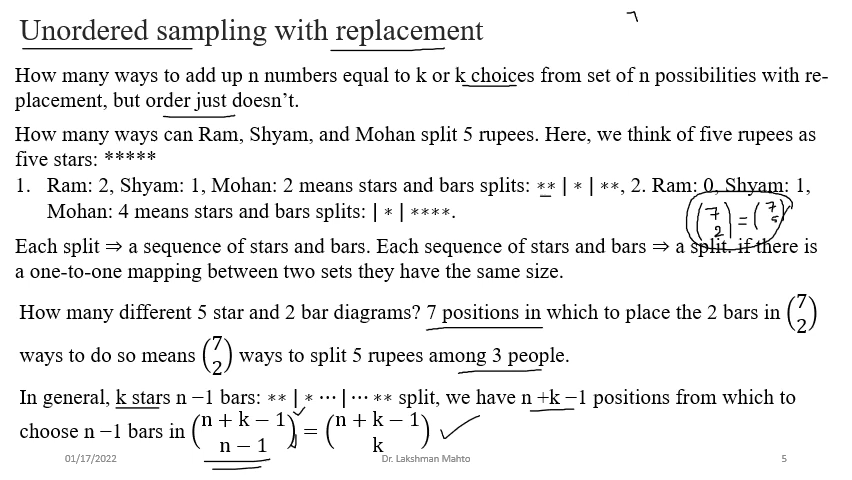 Unordered sampling with replacement
How many ways to add up n numbers equal to k or k choices from set of n possibilities with re-
placement, but order just doesn't.
How many ways can Ram, Shyam, and Mohan split 5 rupees. Here, we think of five rupees as
five stars: *****
1. Ram: 2, Shyam: 1, Mohan: 2 means stars and bars splits: ** | * | **, 2. Ram: 0, Shyam: 1,
Mohan: 4 means stars and bars splits: | * | ****.
(7 2) = (7 5)
Each split ⇒ a sequence of stars and bars. Each sequence of stars and bars ⇒ a split. if there is
a one-to-one mapping between two sets they have the same size.
How many different 5 star and 2 bar diagrams? 7 positions in which to place the 2 bars in (7 2)
ways to do so means (7 2) ways to split 5 rupees among 3 people.
In general, k stars n −1 bars: ** | * ⋯ | ⋯ ** split, we have n +k −1 positions from which to
choose n −1 bars in (n + k − 1 n − 1) = (n + k − 1 k)
01/17/2022 Dr. Lakshman Mahto 5